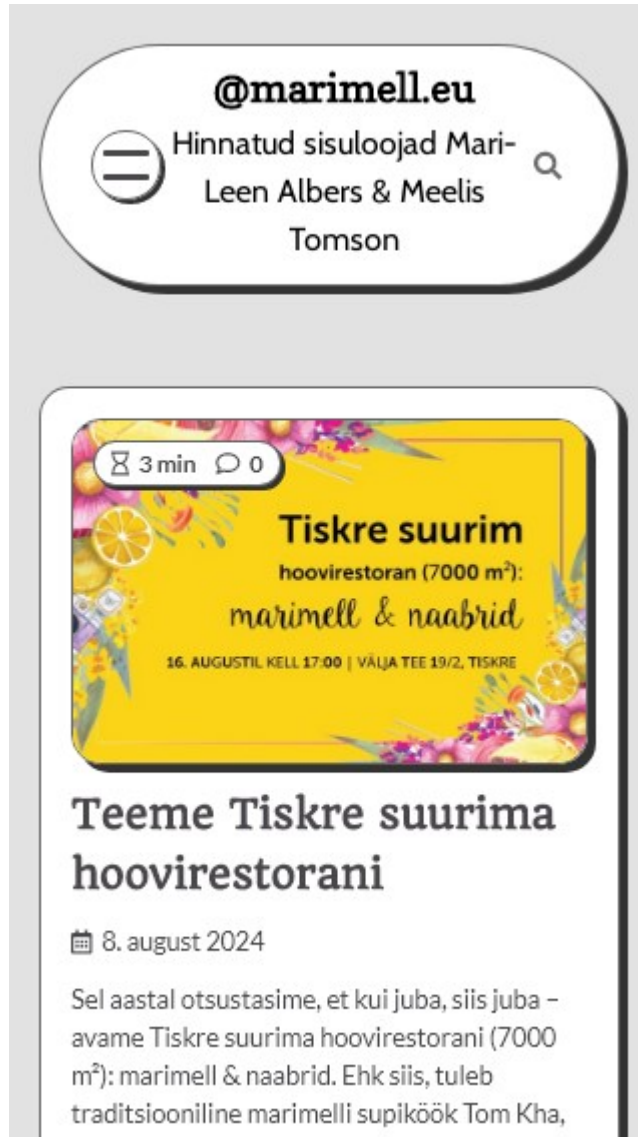 @marimell.eu
Hinnatud sisuloojad Mari-
Leen Albers & Meelis
Tomson
3 min 0
Tiskre suurim
hoovirestoran (7000 m²):
marimell & naabrid
16. AUGUSTIL KELL 17:00 | VÄLJA TEE 19/2, TISKRE
Teeme Tiskre suurima
hoovirestorani
8. august 2024
Sel aastal otsustasime, et kui juba, siis juba –
avame Tiskre suurima hoovirestorani (7000
m²): marimell & naabrid. Ehk siis, tuleb
traditsiooniline marimelli supiköök Tom Kha,